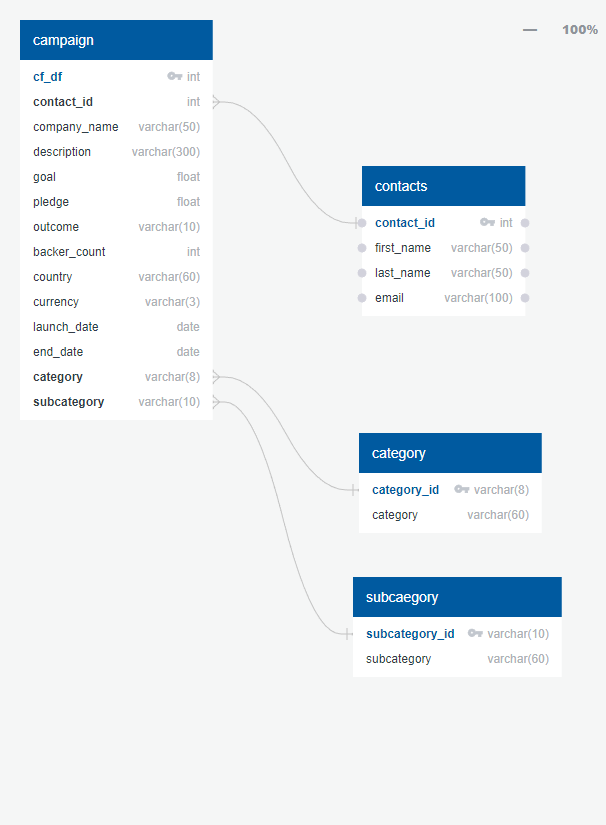 campaign
cf_df int
contact_id int
company_name varchar(50)
description varchar(300)
goal float
pledge float
outcome varchar(10)
backer_count int
country varchar(60)
currency varchar(3)
launch_date date
end_date date
category varchar(8)
subcategory varchar(10)
100%
contacts
contact_id int
first_name varchar(50)
last_name varchar(50)
email varchar(100)
category
category_id varchar(8)
category varchar(60)
subcaegory
subcategory_id varchar(10)
subcategory varchar(60)